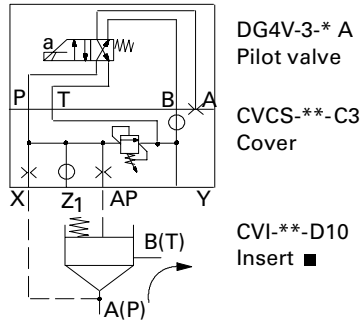 a
DG4V-3-* A
Pilot valve
P T B A
CVCS-**-C3
Cover
X Z1 AP Y
B(T)
CVI-**-D10
Insert ■
A(P)